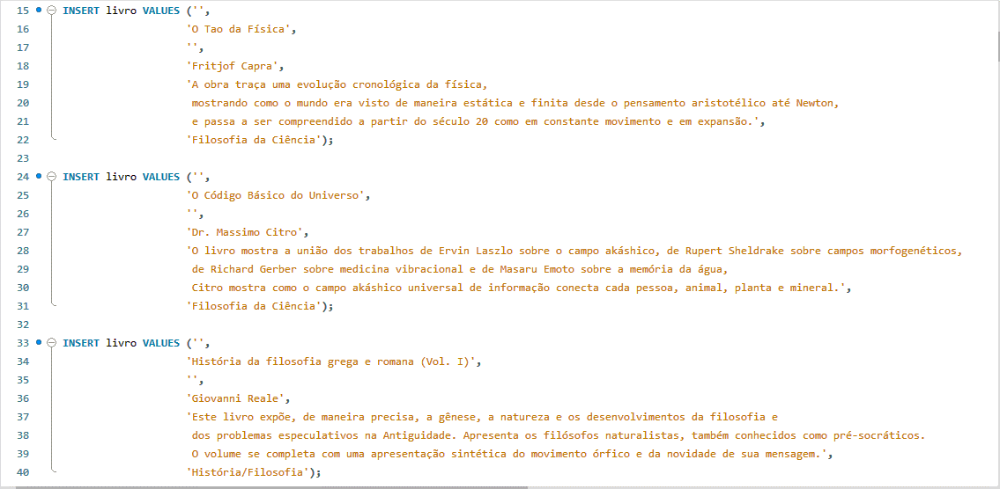 15 INSERT livro VALUES ('',
16 'O Tao da Física',
17 '',
18 'Fritjof Capra',
19 'A obra traça uma evolução cronológica da física,
20 mostrando como o mundo era visto de maneira estática e finita desde o pensamento aristotélico até Newton,
21 e passa a ser compreendido a partir do século 20 como em constante movimento e em expansão.',
22 'Filosofia da Ciência');
23
24 INSERT livro VALUES ('',
25 'O Código Básico do Universo',
26 '',
27 'Dr. Massimo Citro',
28 'O livro mostra a união dos trabalhos de Ervin Laszlo sobre o campo akáshico, de Rupert Sheldrake sobre campos morfogenéticos,
29 de Richard Gerber sobre medicina vibracional e de Masaru Emoto sobre a memória da água,
30 Citro mostra como o campo akáshico universal de informação conecta cada pessoa, animal, planta e mineral.',
31 'Filosofia da Ciência');
32
33 INSERT livro VALUES ('',
34 'História da filosofia grega e romana (Vol. I)',
35 '',
36 'Giovanni Reale',
37 'Este livro expõe, de maneira precisa, a gênese, a natureza e os desenvolvimentos da filosofia e
38 dos problemas especulativos na Antiguidade. Apresenta os filósofos naturalistas, também conhecidos como pré-socráticos.
39 O volume se completa com uma apresentação sintética do movimento órfico e da novidade de sua mensagem.',
40 'História/Filosofia');